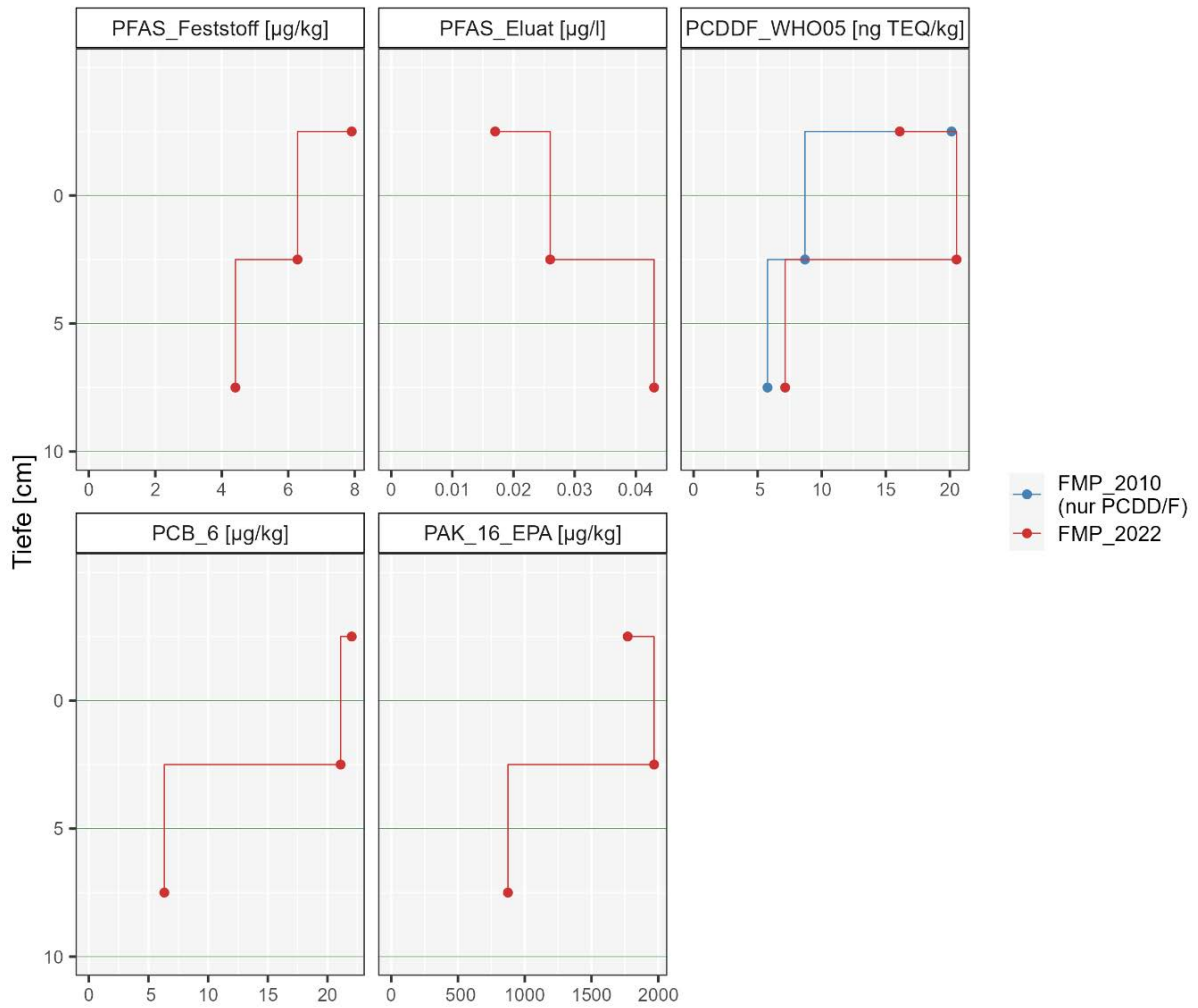 PFAS_Feststoff [µg/kg]
PFAS_Eluat [µg/l]
PCDDF_WHO05 [ng TEQ/kg]
0
5
10
0 2 4 6 8
0 0.01 0.02 0.03 0.04
0 5 10 15 20
Tiefe [cm]
PCB_6 [µg/kg]
PAK_16_EPA [µg/kg]
0
5
10
0 5 10 15 20
0 500 1000 1500 2000
FMP_2010
(nur PCDD/F)
FMP_2022